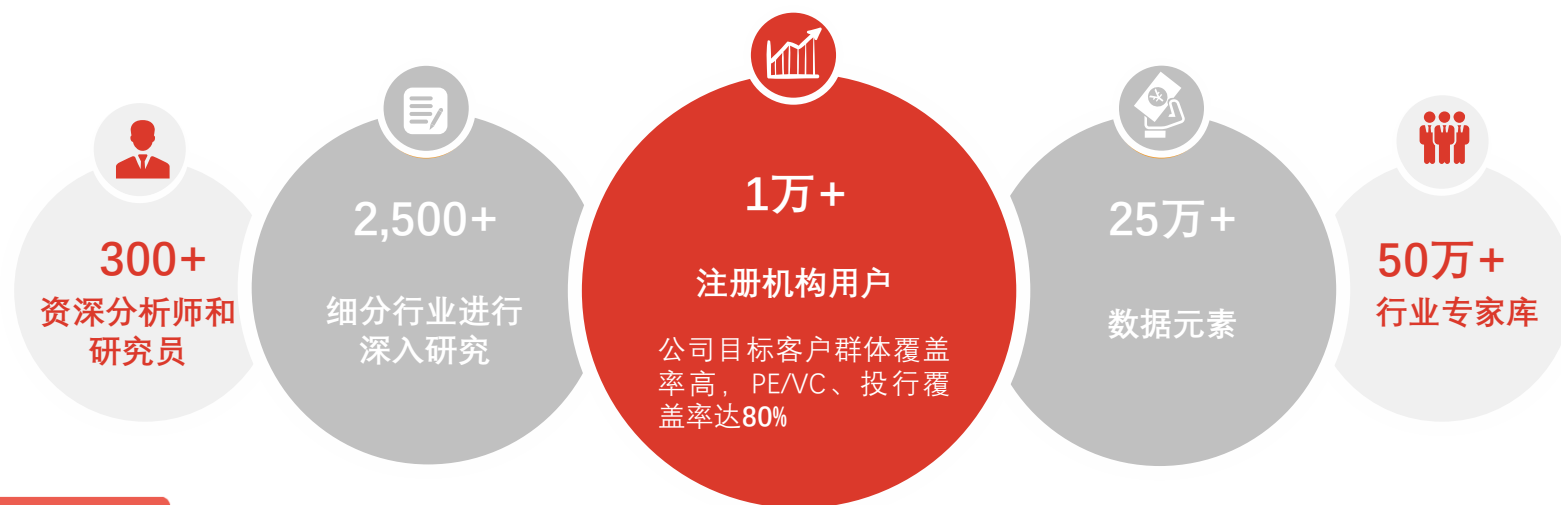 300+
资深分析师和
研究员
2,500+
细分行业进行
深入研究
1万+
注册机构用户
公司目标客户群体覆盖
率高，PE/VC、投行覆
盖率达80%
25万+
数据元素
50万+
行业专家库